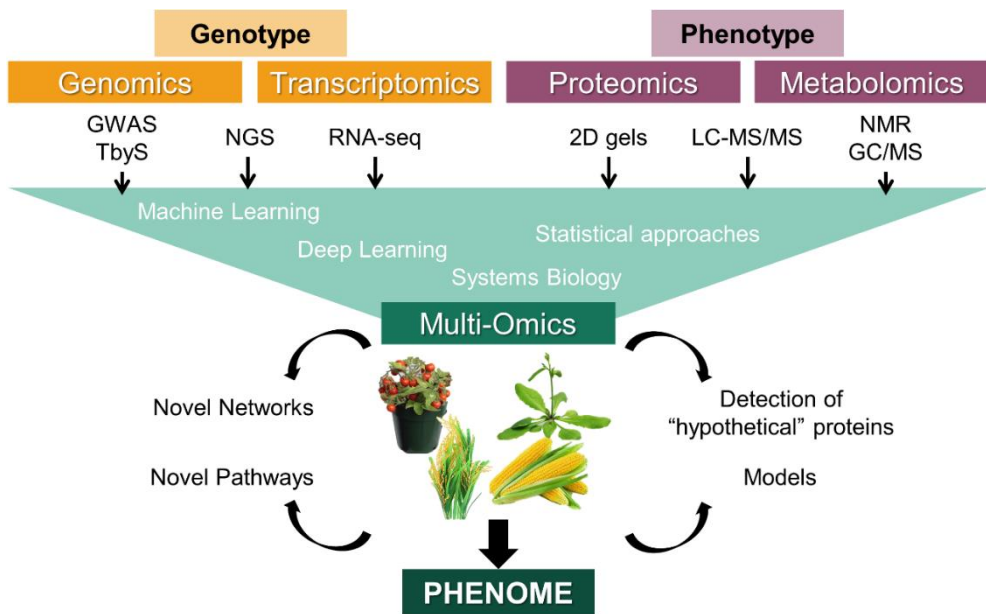 Genotype
Phenotype
Genomics
Transcriptomics
Proteomics
Metabolomics
GWAS
TbyS
NGS
RNA-seq
2D gels
LC-MS/MS
NMR
GC/MS
Machine Learning
Deep Learning
Statistical approaches
Systems Biology
Multi-Omics
Novel Networks
Novel Pathways
Detection of
“hypothetical” proteins
Models
PHENOME